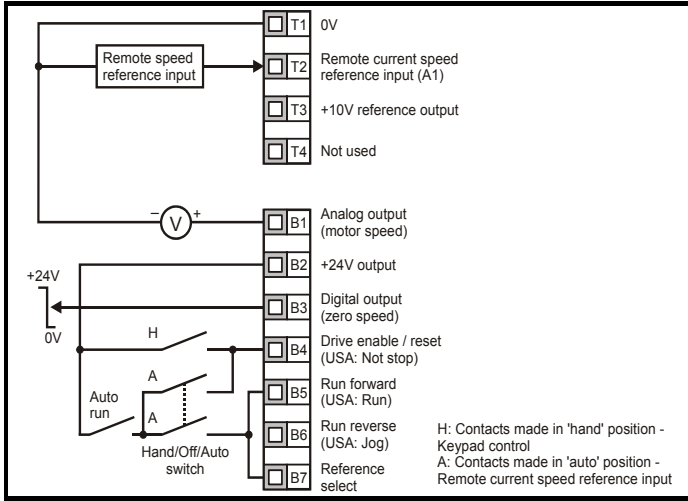 T1 0V
Remote speed
reference input
T2 Remote current speed
reference input (A1)
T3 +10V reference output
T4 Not used
– V +
B1 Analog output
(motor speed)
B2 +24V output
+24V
0V
B3 Digital output
(zero speed)
H
B4 Drive enable / reset
(USA: Not stop)
A
Auto
run
B5 Run forward
(USA: Run)
A
B6 Run reverse
(USA: Jog)
Hand/Off/Auto
switch
B7 Reference
select
H: Contacts made in 'hand' position -
Keypad control
A: Contacts made in 'auto' position -
Remote current speed reference input